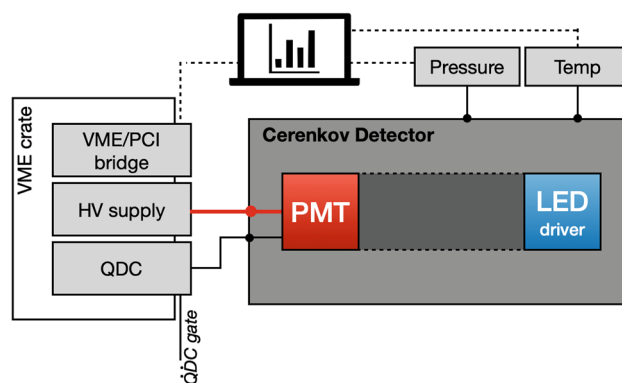 Pressure
Temp
VME crate
VME/PCI
bridge
Cerenkov Detector
HV supply
PMT
LED
driver
QDC
QDC gate